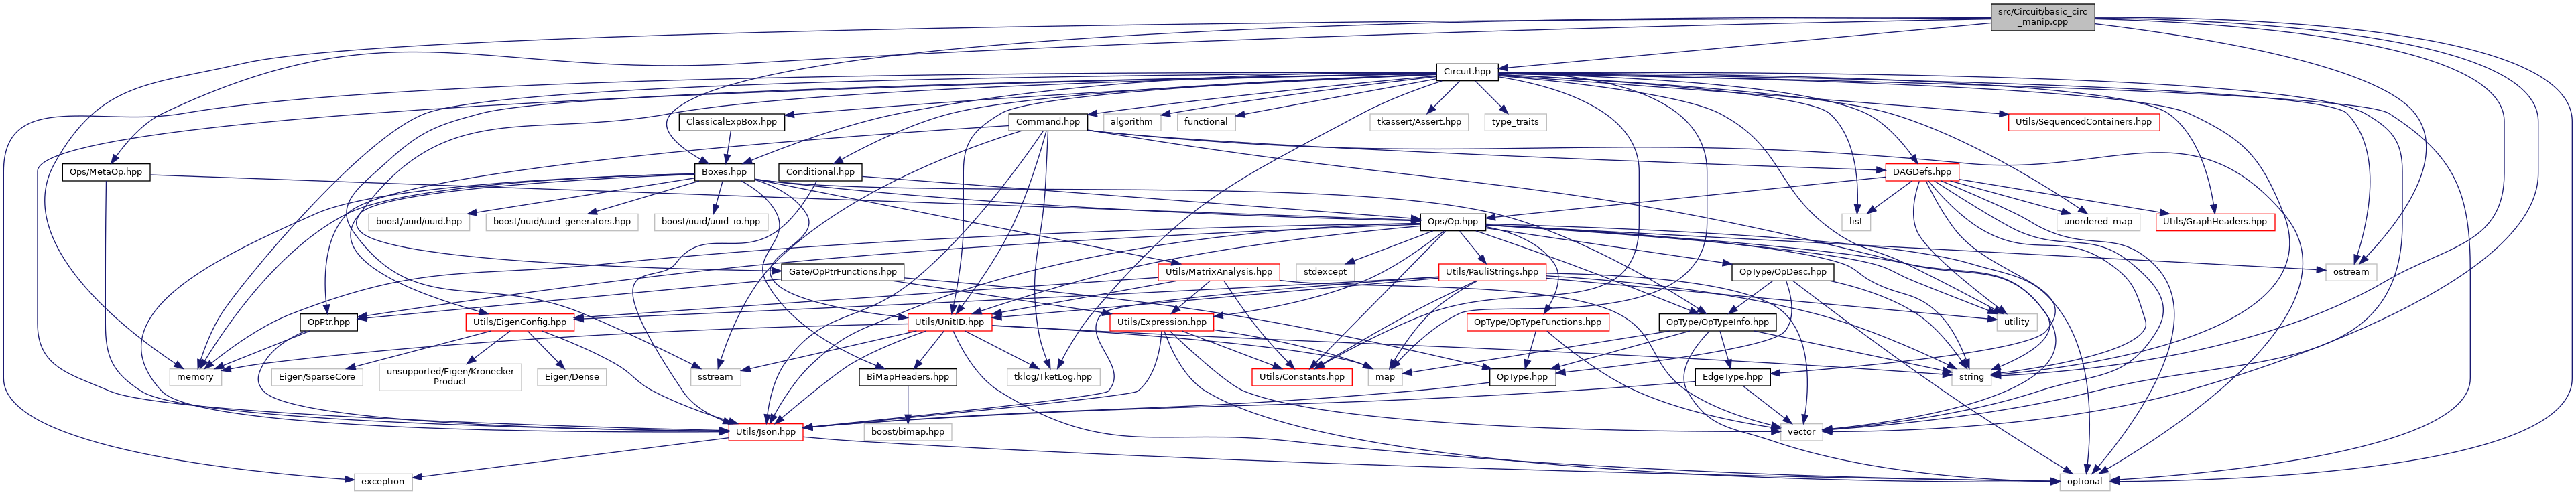 src/Circuit/basic_circ
_manip.cpp
Circuit.hpp
ClassicalExpBox.hpp
Command.hpp
algorithm
functional
tkassert/Assert.hpp
type_traits
Utils/SequencedContainers.hpp
Ops/MetaOp.hpp
Boxes.hpp
Conditional.hpp
DAGDefs.hpp
boost/uuid/uuid.hpp
boost/uuid/uuid_generators.hpp
boost/uuid/uuid_io.hpp
Ops/Op.hpp
list
unordered_map
Utils/GraphHeaders.hpp
Gate/OpPtrFunctions.hpp
Utils/MatrixAnalysis.hpp
stdexcept
Utils/PauliStrings.hpp
OpType/OpDesc.hpp
ostream
OpPtr.hpp
Utils/EigenConfig.hpp
Utils/UnitID.hpp
Utils/Expression.hpp
OpType/OpTypeFunctions.hpp
OpType/OpTypeInfo.hpp
utility
memory
Eigen/SparseCore
unsupported/Eigen/Kronecker
Product
Eigen/Dense
sstream
BiMapHeaders.hpp
tklog/TketLog.hpp
Utils/Constants.hpp
map
OpType.hpp
EdgeType.hpp
string
Utils/Json.hpp
boost/bimap.hpp
vector
exception
optional